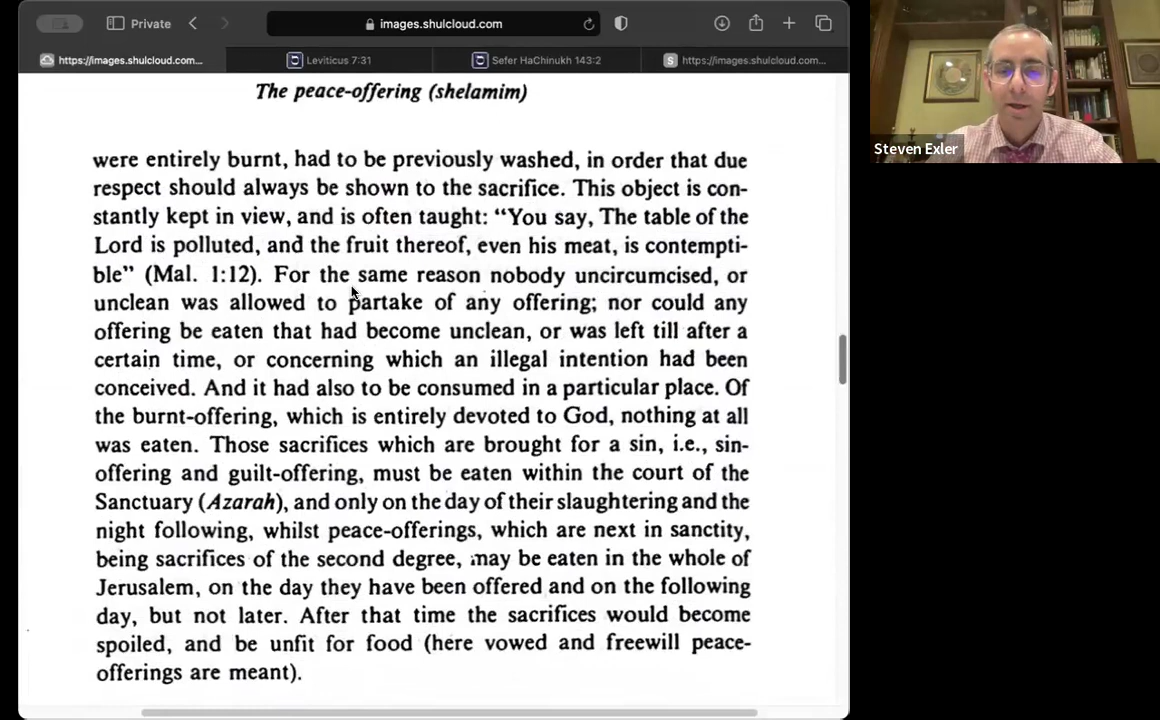 Private
images.shulcloud.com
https://images.shulcloud.com...
Leviticus 7:31
Sefer HaChinukh 143:2
S
https://images.shulcloud.com...
The peace-offering (shelamim)
were entirely burnt, had to be previously washed, in order that due
respect should always be shown to the sacrifice. This object is con-
stantly kept in view, and is often taught: “You say, The table of the
Lord is polluted, and the fruit thereof, even his meat, is contempti-
ble” (Mal. 1:12). For the same reason nobody uncircumcised, or
unclean was allowed to partake of any offering; nor could any
offering be eaten that had become unclean, or was left till after a
certain time, or concerning which an illegal intention had been
conceived. And it had also to be consumed in a particular place. Of
the burnt-offering, which is entirely devoted to God, nothing at all
was eaten. Those sacrifices which are brought for a sin, i.e., sin-
offering and guilt-offering, must be eaten within the court of the
Sanctuary (Azarah), and only on the day of their slaughtering and the
night following, whilst peace-offerings, which are next in sanctity,
being sacrifices of the second degree, may be eaten in the whole of
Jerusalem, on the day they have been offered and on the following
day, but not later. After that time the sacrifices would become
spoiled, and be unfit for food (here vowed and freewill peace-
offerings are meant).
Steven Exler